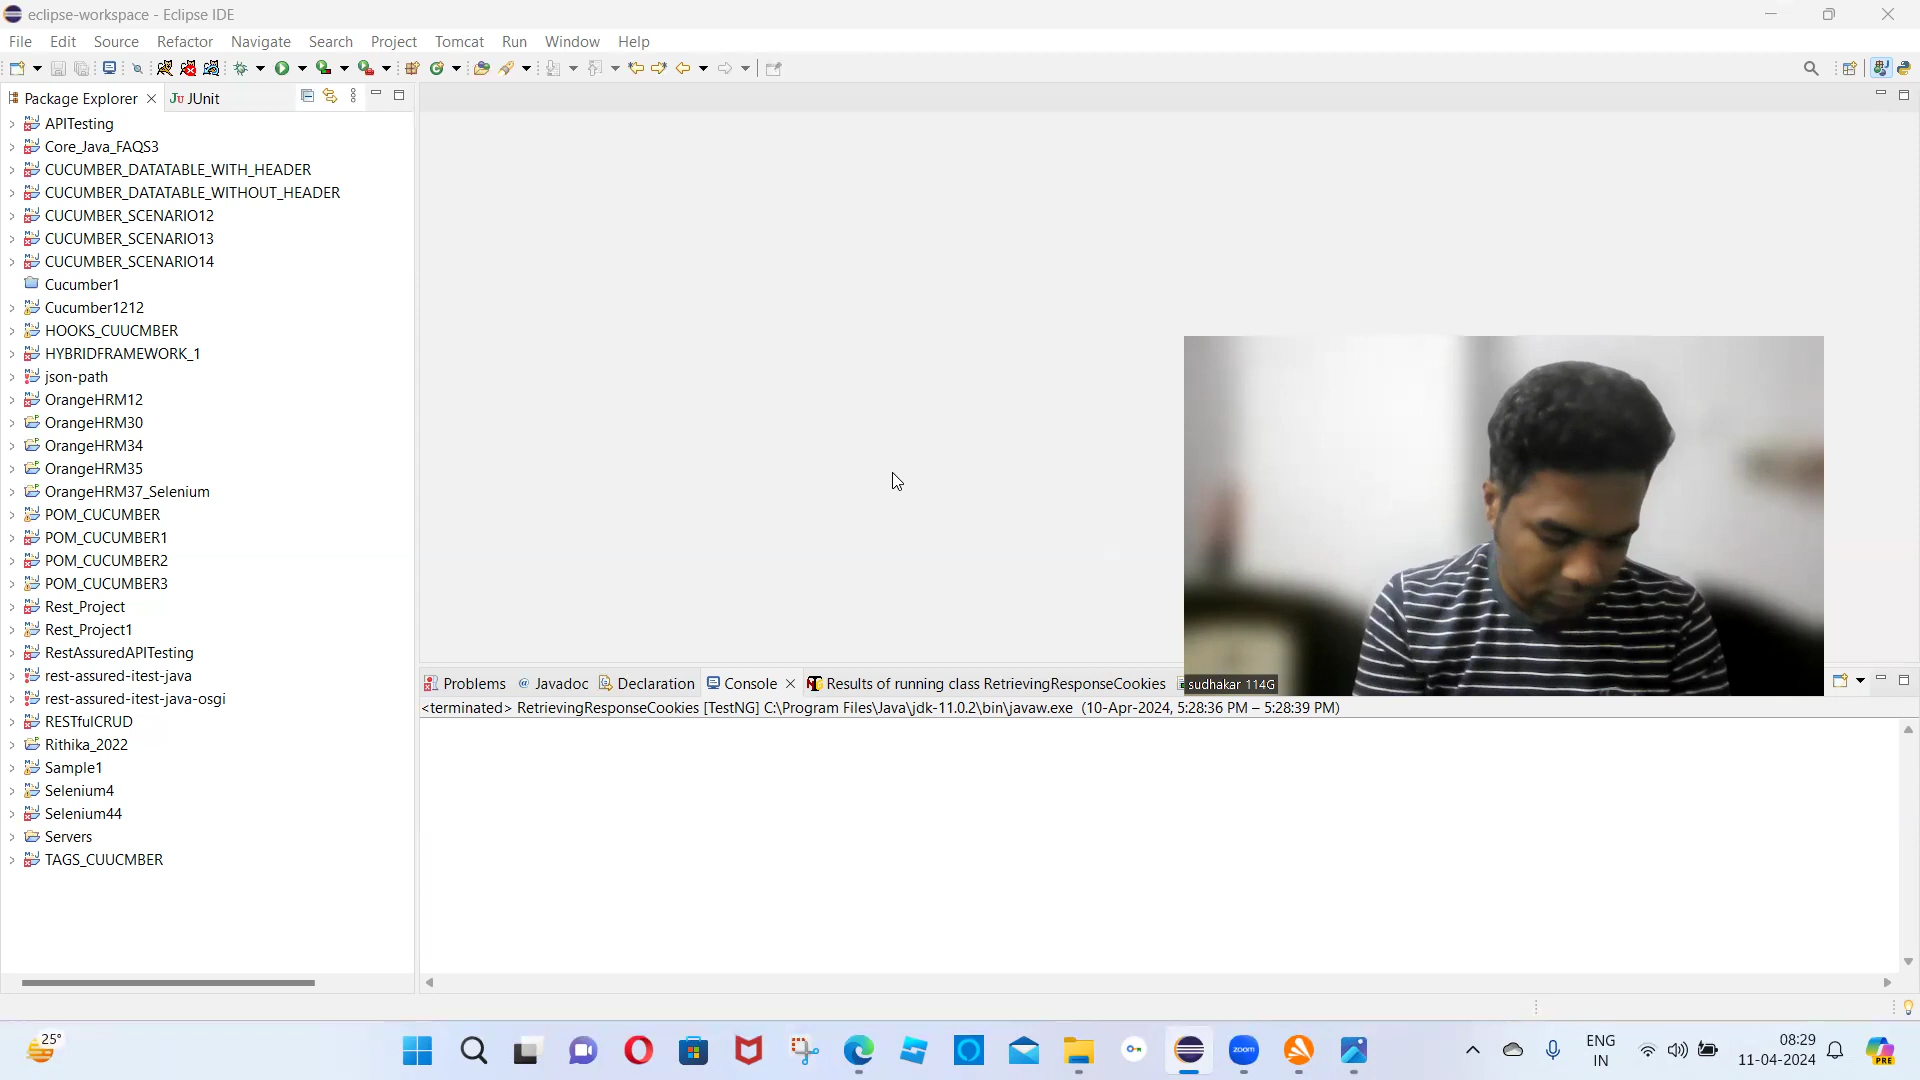 eclipse-workspace - Eclipse IDE
File Edit Source Refactor Navigate Search Project Tomcat Run Window Help
Package Explorer JUnit
APITesting
Core_Java_FAQS3
CUCUMBER_DATATABLE_WITH_HEADER
CUCUMBER_DATATABLE_WITHOUT_HEADER
CUCUMBER_SCENARIO12
CUCUMBER_SCENARIO13
CUCUMBER_SCENARIO14
Cucumber1
Cucumber1212
HOOKS_CUUCMBER
HYBRIDFRAMEWORK_1
json-path
OrangeHRM12
OrangeHRM30
OrangeHRM34
OrangeHRM35
OrangeHRM37_Selenium
POM_CUCUMBER
POM_CUCUMBER1
POM_CUCUMBER2
POM_CUCUMBER3
Rest_Project
Rest_Project1
RestAssuredAPITesting
rest-assured-itest-java
rest-assured-itest-java-osgi
RESTfulCRUD
Rithika_2022
Sample1
Selenium4
Selenium44
Servers
TAGS_CUUCMBER
Problems @ Javadoc Declaration Console Results of running class RetrievingResponseCookies
sudhakar 114G
<terminated> RetrievingResponseCookies [TestNG] C:\Program Files\Java\jdk-11.0.2\bin\javaw.exe (10-Apr-2024, 5:28:36 PM – 5:28:39 PM)
25°
zoom
ENG
IN
08:29
11-04-2024
PRE